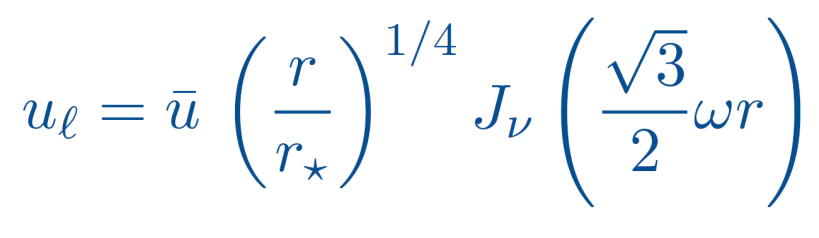 u_ℓ = ū (r/r_⋆)^{1/4} J_ν (√3/2 ωr)